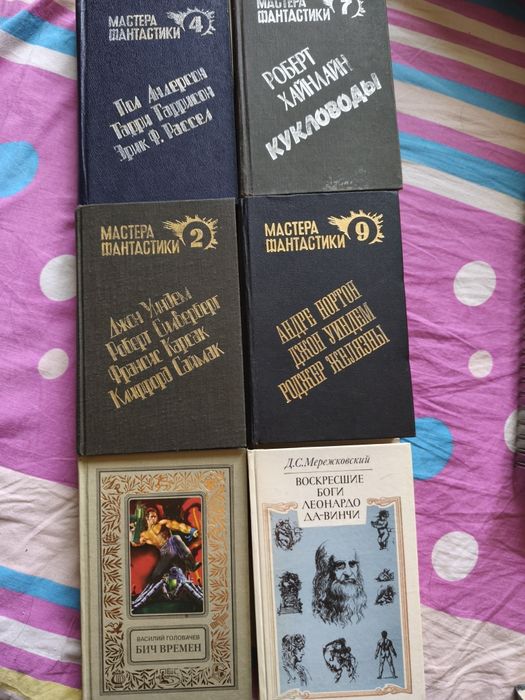 МАСТЕРА
ФАНТАСТИКИ
4
Пол Андерсон
Гарри Гаррисон
Эрик Ф. Рассел
МАСТЕРА
ФАНТАСТИКИ
7
РОБЕРТ
ХАЙНЛАЙН
КУКЛОВОДЫ
МАСТЕРА
ФАНТАСТИКИ
2
Джон Уиндем
Роберт Силверберг
Франсис Карсак
Клиффорд Саймак
МАСТЕРА
ФАНТАСТИКИ
9
АНДРЕ НОРТОН
ДЖОН УИНДЕМ
РОДЖЕР ЖЕЛЯЗНЫ
ВАСИЛИЙ ГОЛОВАЧЕВ
БИЧ ВРЕМЕН
Д.С.Мережковский
ВОСКРЕСШИЕ
БОГИ
ЛЕОНАРДО
ДА-ВИНЧИ